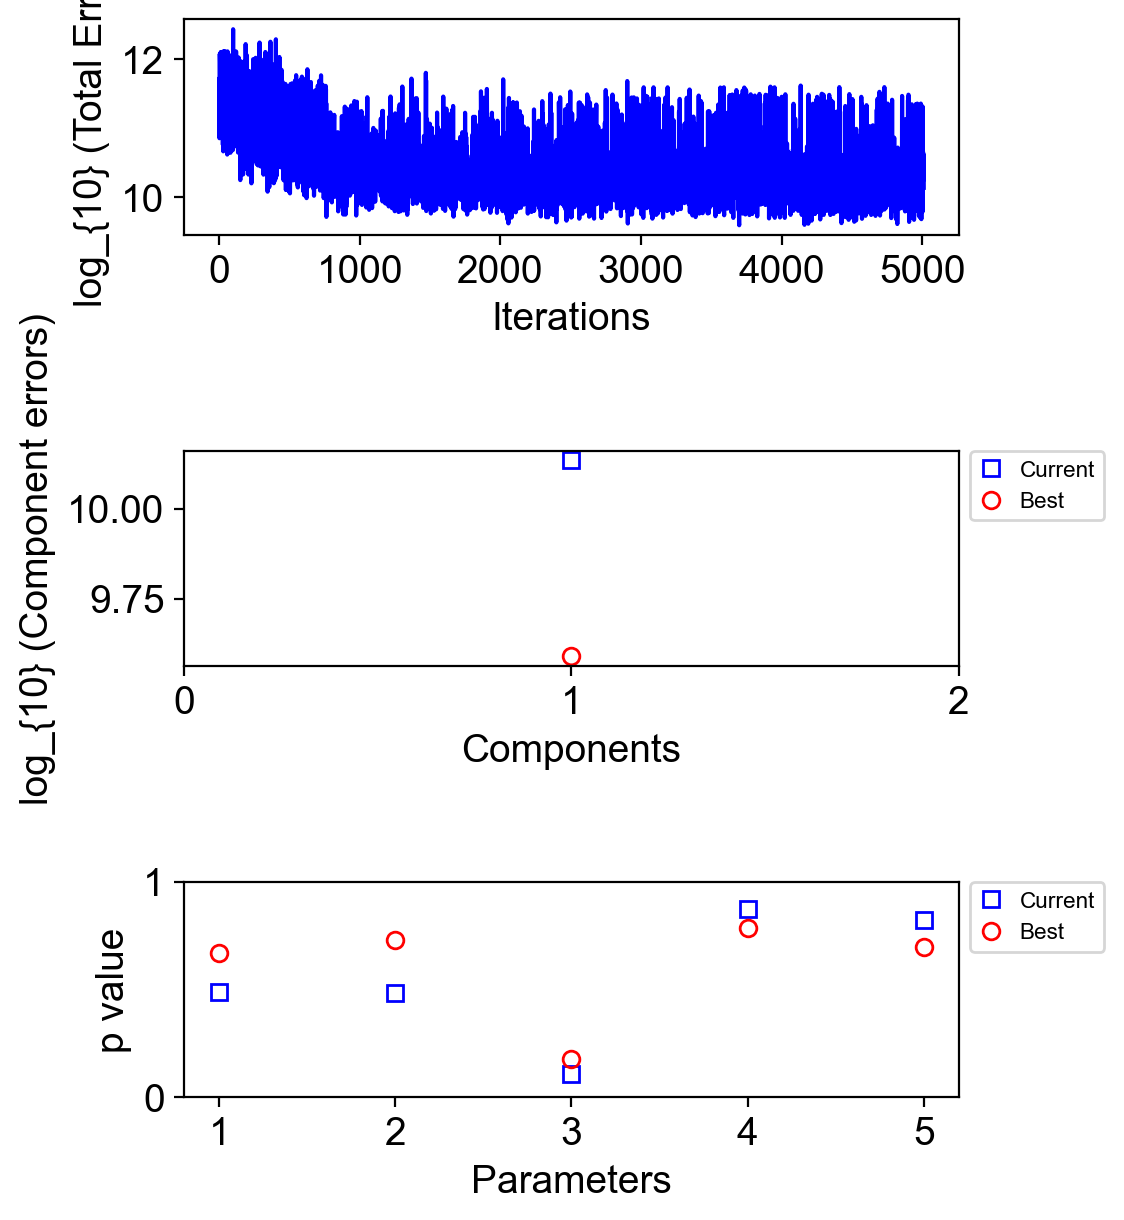 log_{10} (Total Err
12
10
0 1000 2000 3000 4000 5000
Iterations
log_{10} (Component errors)
10.00
9.75
0 1 2
Components
Current
Best
p value
1
0
1 2 3 4 5
Parameters
Current
Best